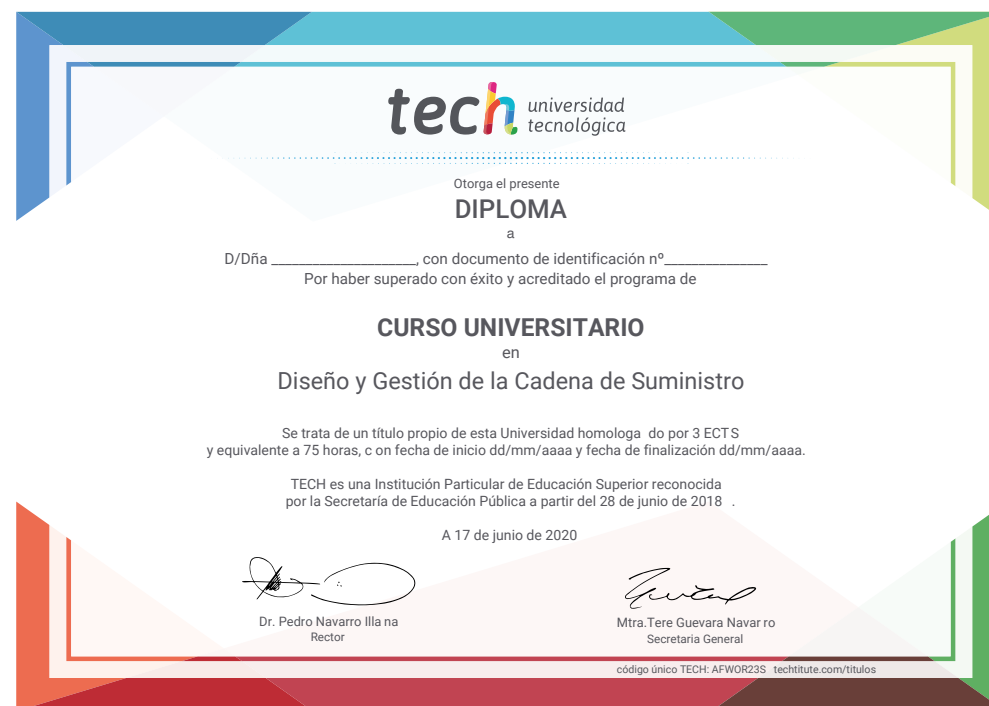 tech universidad
tecnológica
Otorga el presente
DIPLOMA
a
D/Dña ___________________, con documento de identificación nº______________
Por haber superado con éxito y acreditado el programa de
CURSO UNIVERSITARIO
en
Diseño y Gestión de la Cadena de Suministro
Se trata de un título propio de esta Universidad homologa do por 3 ECTS
y equivalente a 75 horas, c on fecha de inicio dd/mm/aaaa y fecha de finalización dd/mm/aaaa.
TECH es una Institución Particular de Educación Superior reconocida
por la Secretaría de Educación Pública a partir del 28 de junio de 2018 .
A 17 de junio de 2020
Dr. Pedro Navarro Illa na
Rector
Mtra.Tere Guevara Navar ro
Secretaria General
código único TECH: AFWOR23S techtitute.com/titulos